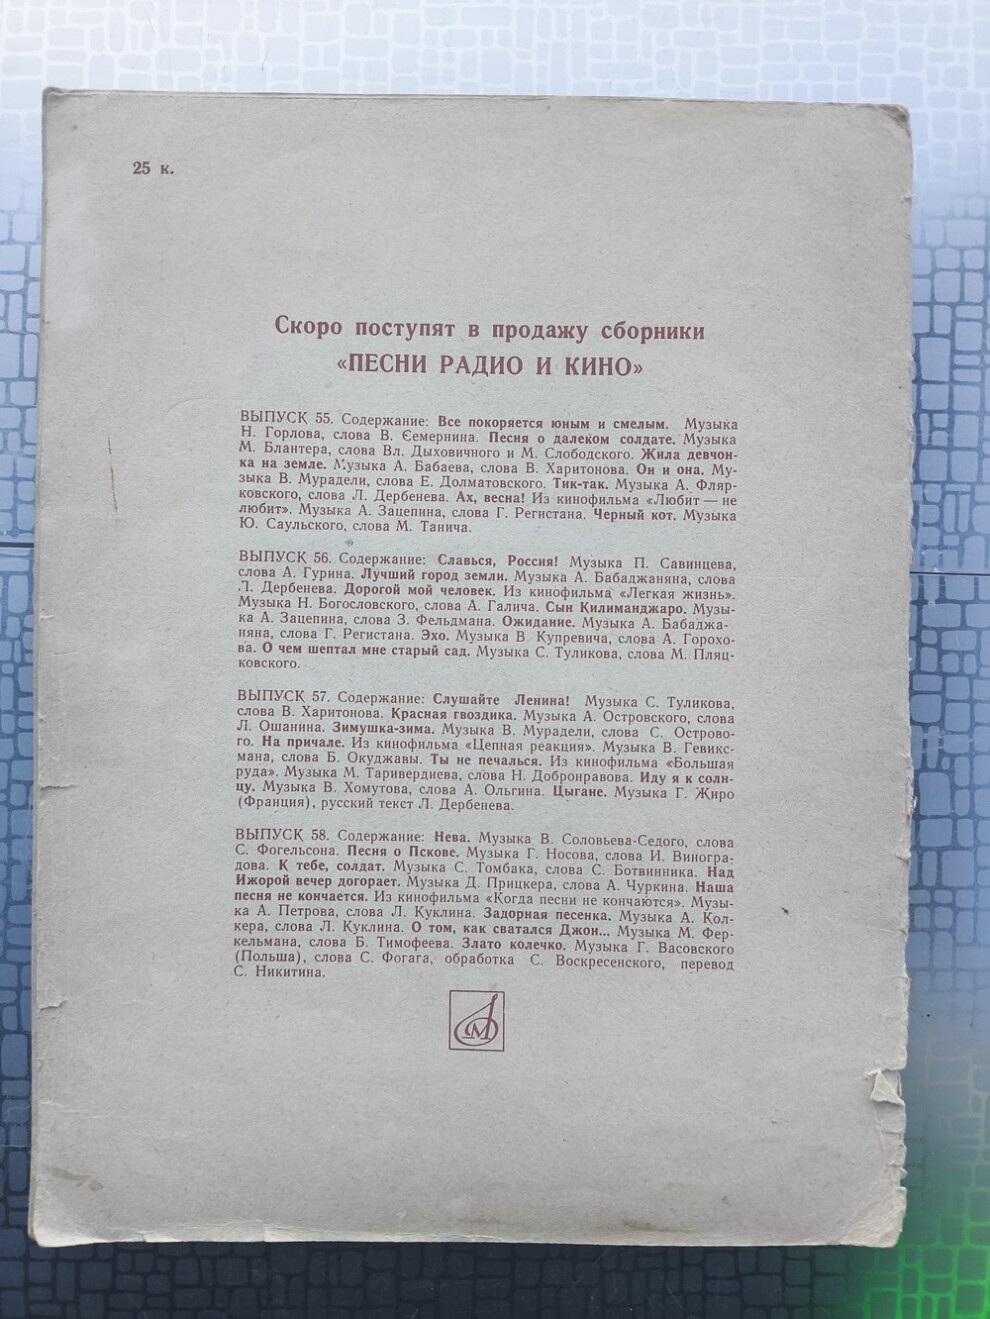 25 к.
Скоро поступят в продажу сборники
«ПЕСНИ РАДИО И КИНО»
ВЫПУСК 55. Содержание: Все покоряется юным и смелым. Музыка
Н. Горлова, слова В. Семернина. Песня о далеком солдате. Музыка
М. Блантера, слова Вл. Дыховичного и М. Слободского. Жила девчон-
ка на земле. Музыка А. Бабаева, слова В. Харитонова. Он и она. Му-
зыка В. Мурадели, слова Е. Долматовского. Тик-так. Музыка А. Фляр-
ковского, слова Л. Дербенева. Ах, весна! Из кинофильма «Любит — не
любит». Музыка А. Зацепина, слова Г. Регистана. Черный кот. Музыка
Ю. Саульского, слова М. Танича.
ВЫПУСК 56. Содержание: Славься, Россия! Музыка П. Савинцева,
слова А. Гурина. Лучший город земли. Музыка А. Бабаджаняна, слова
Л. Дербенева. Дорогой мой человек. Из кинофильма «Легкая жизнь».
Музыка Н. Богословского, слова А. Галича. Сын Килиманджаро. Музы-
ка А. Зацепина, слова З. Фельдмана. Ожидание. Музыка А. Бабаджа-
няна, слова Г. Регистана. Эхо. Музыка В. Купревича, слова А. Горохо-
ва. О чем шептал мне старый сад. Музыка С. Туликова, слова М. Пляц-
ковского.
ВЫПУСК 57. Содержание: Слушайте Ленина! Музыка С. Туликова,
слова В. Харитонова. Красная гвоздика. Музыка А. Островского, слова
Л. Ошанина. Зимушка-зима. Музыка В. Мурадели, слова С. Острово-
го. На причале. Из кинофильма «Цепная реакция». Музыка В. Гевикс-
мана, слова Б. Окуджавы. Ты не печалься. Из кинофильма «Большая
руда». Музыка М. Таривердиева, слова Н. Добронравова. Иду я к солн-
цу. Музыка В. Хомутова, слова А. Ольгина. Цыгане. Музыка Г. Жиро
(Франция), русский текст Л. Дербенева.
ВЫПУСК 58. Содержание: Нева. Музыка В. Соловьева-Седого, слова
С. Фогельсона. Песня о Пскове. Музыка Г. Носова, слова И. Виногра-
дова. К тебе, солдат. Музыка С. Томбака, слова С. Ботвинника. Над
Ижорой вечер догорает. Музыка Д. Прицкера, слова А. Чуркина. Наша
песня не кончается. Из кинофильма «Когда песни не кончаются». Музы-
ка А. Петрова, слова Л. Куклина. Задорная песенка. Музыка А. Кол-
кера, слова Л. Куклина. О том, как сватался Джон... Музыка М. Фер-
кельмана, слова Б. Тимофеева. Злато колечко. Музыка Г. Васовского
(Польша), слова С. Фогага, обработка С. Воскресенского, перевод
С. Никитина.